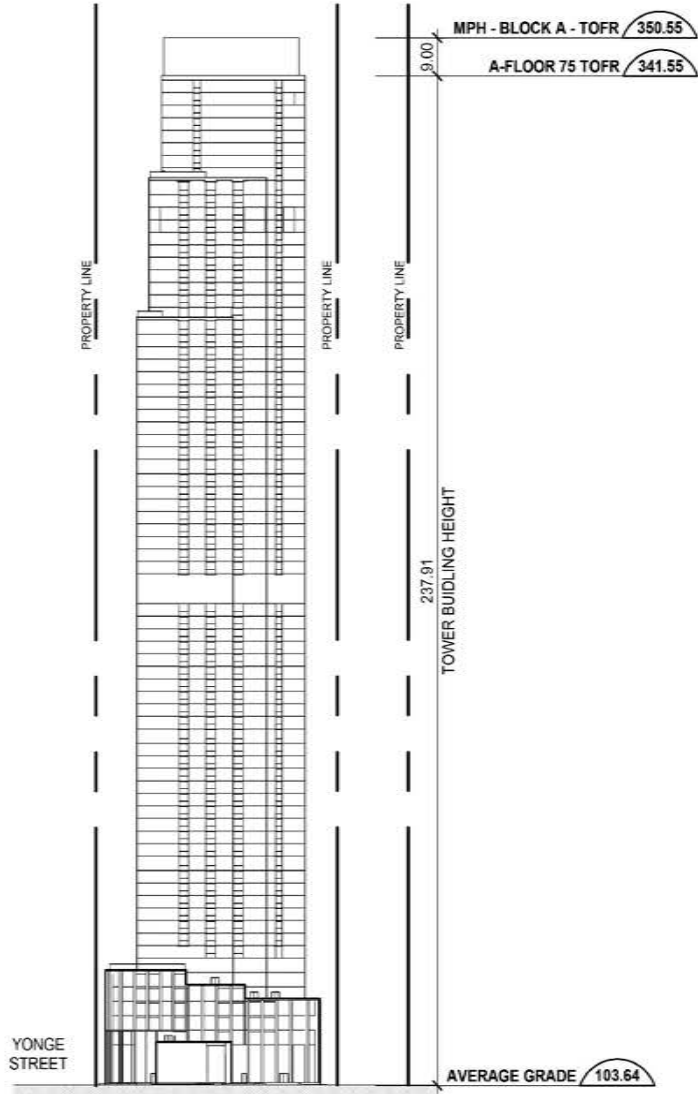 MPH - BLOCK A - TOFR 350.55
9.00
A-FLOOR 75 TOFR 341.55
PROPERTY LINE
PROPERTY LINE
PROPERTY LINE
237.91
TOWER BUIDLING HEIGHT
YONGE
STREET
AVERAGE GRADE 103.64